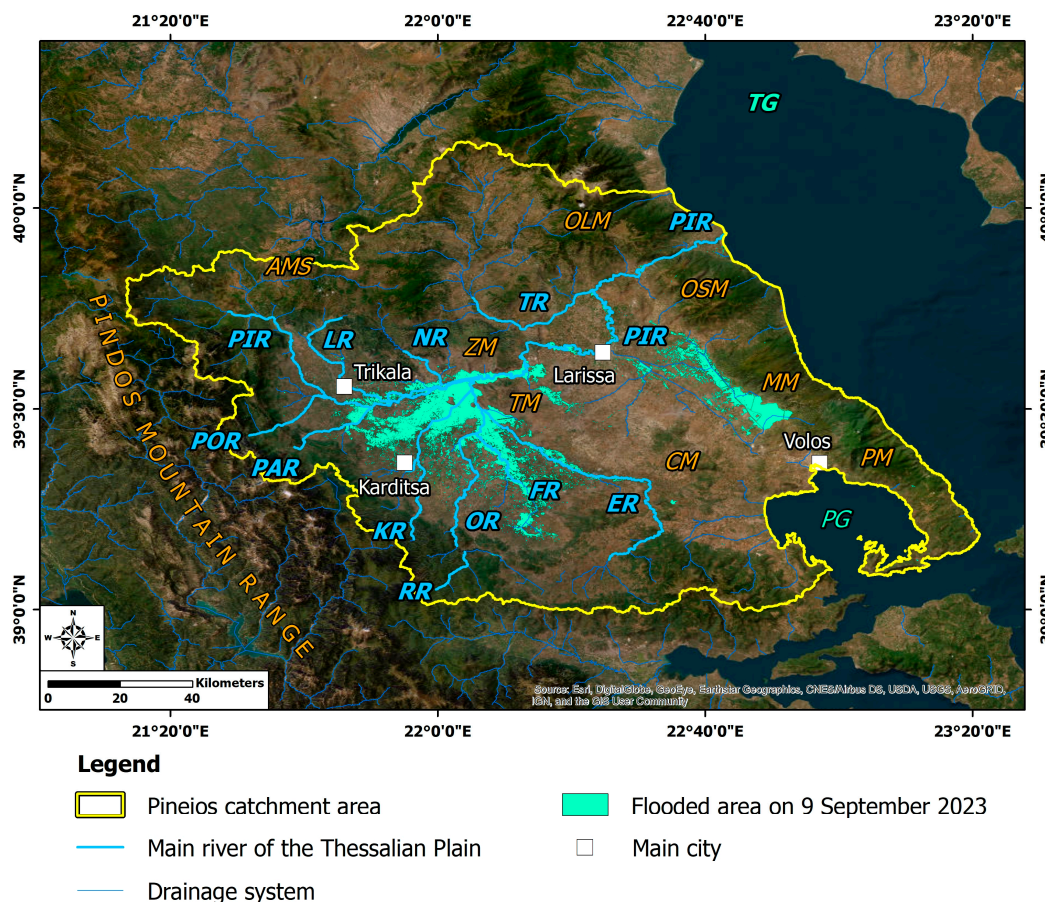 21°20'0"E 22°0'0"E 22°40'0"E 23°20'0"E
TG
40°0'0"N
40°0'0"N
OLM
PIR
AMS
OSM
PINDOS MOUNTAIN RANGE
TR
PIR
LR
NR
ZM
PIR
Trikala
Larissa
MM
TM
39°30'0"N
POR
PAR
Volos
PM
CM
Karditsa
FR
ER
PG
OR
KR
RR
39°0'0"N
N
W E
S
Kilometers
0 20 40
Source: Esri, DigitalGlobe, GeoEye, Earthstar Geographics, CNES/Airbus DS, USDA, USGS, AeroGRID,
IGN, and the GIS User Community
21°20'0"E 22°0'0"E 22°40'0"E 23°20'0"E
Legend
Pineios catchment area
Flooded area on 9 September 2023
Main river of the Thessalian Plain
Main city
Drainage system